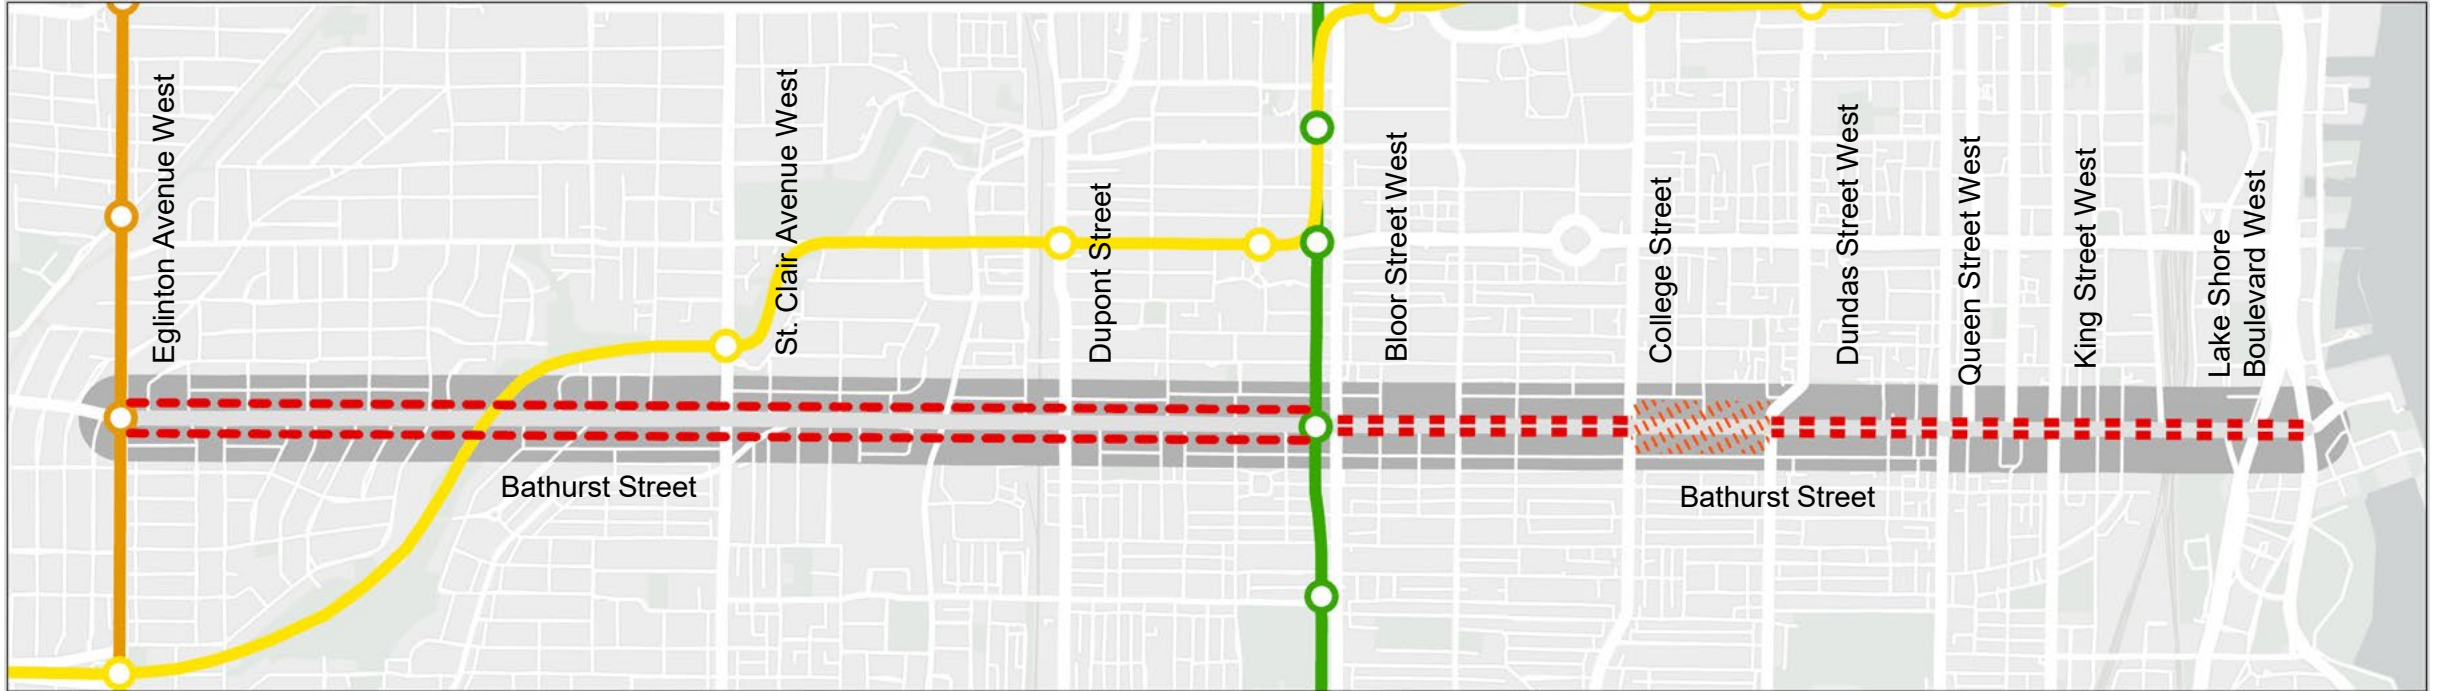 Eglinton Avenue West
St. Clair Avenue West
Dupont Street
Bloor Street West
College Street
Dundas Street West
Queen Street West
King Street West
Lake Shore
Boulevard West
Bathurst Street
Bathurst Street